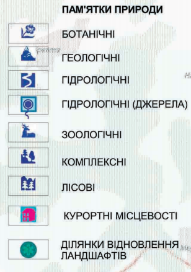 ПАМ'ЯТКИ ПРИРОДИ
БОТАНІЧНІ
ГЕОЛОГІЧНІ
ГІДРОЛОГІЧНІ
ГІДРОЛОГІЧНІ (ДЖЕРЕЛА)
ЗООЛОГІЧНІ
КОМПЛЕКСНІ
ЛІСОВІ
КУРОРТНІ МІСЦЕВОСТІ
ДІЛЯНКИ ВІДНОВЛЕННЯ
ЛАНДШАФТІВ